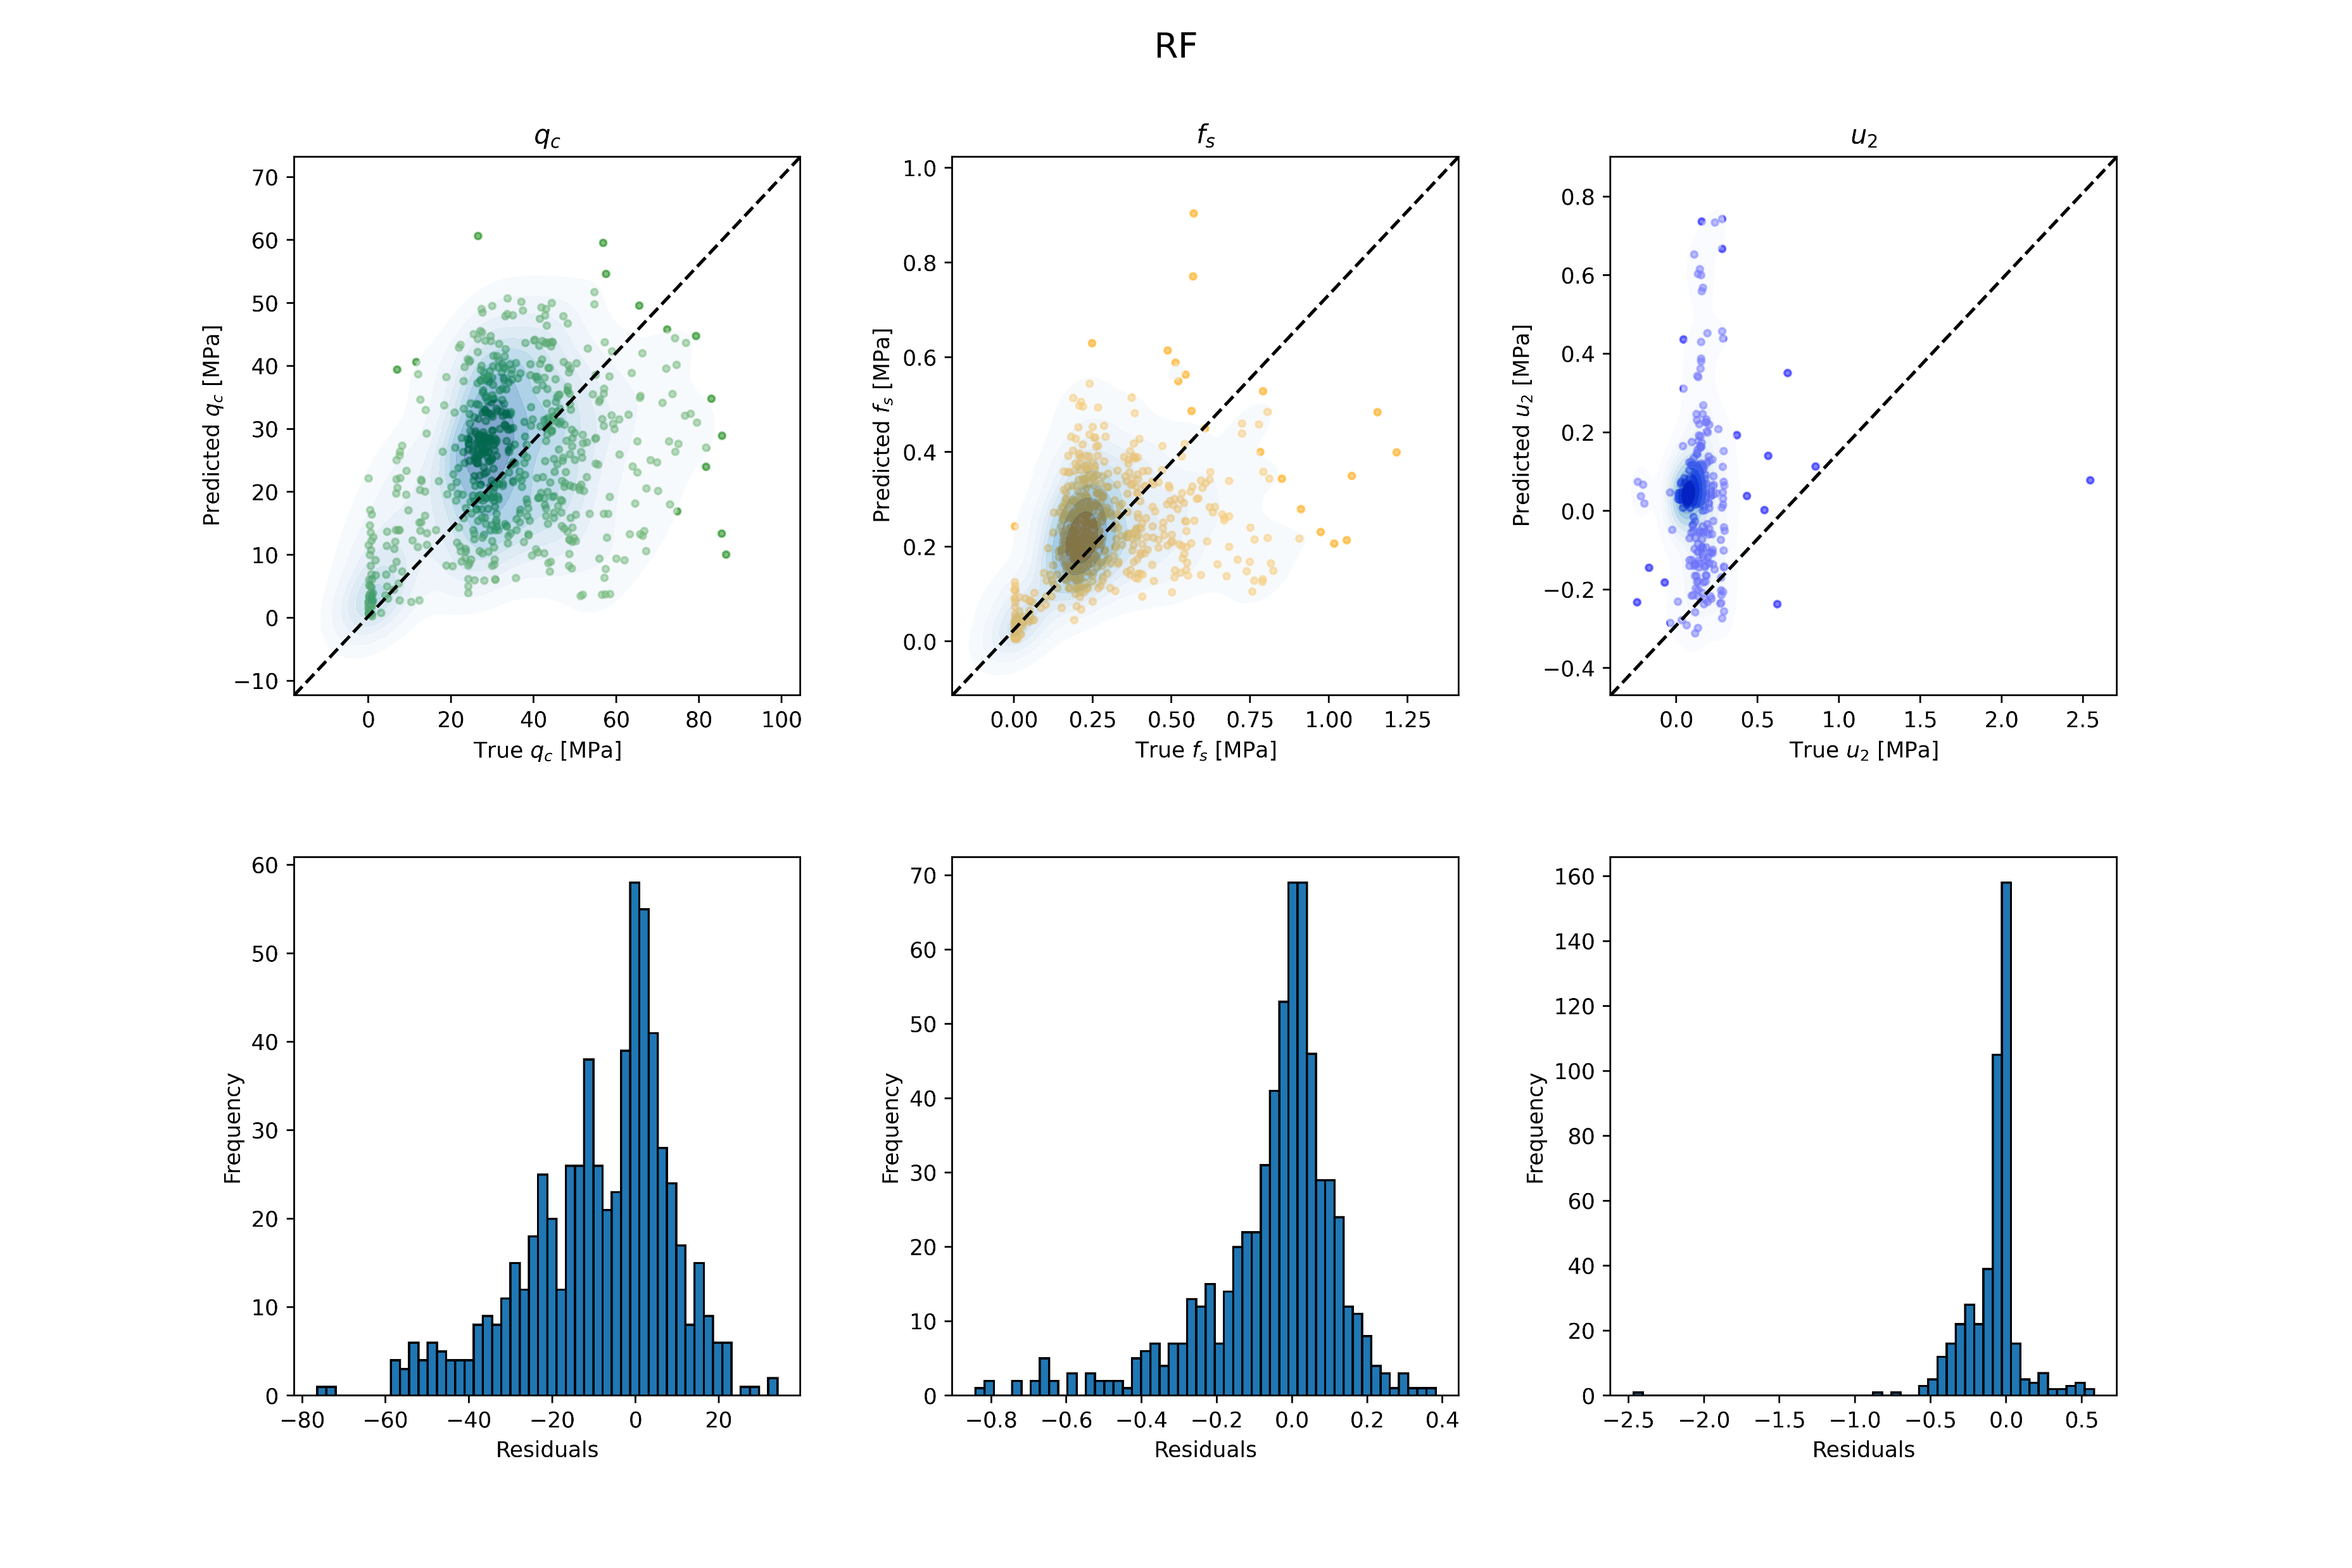 RF
q_c
f_s
u_2
Predicted q_c [MPa]
70
60
50
40
30
20
10
0
−10
0 20 40 60 80 100
True q_c [MPa]
Predicted f_s [MPa]
1.0
0.8
0.6
0.4
0.2
0.0
0.00 0.25 0.50 0.75 1.00 1.25
True f_s [MPa]
Predicted u_2 [MPa]
0.8
0.6
0.4
0.2
0.0
−0.2
−0.4
0.0 0.5 1.0 1.5 2.0 2.5
True u_2 [MPa]
Frequency
60
50
40
30
20
10
0
−80 −60 −40 −20 0 20
Residuals
Frequency
70
60
50
40
30
20
10
0
−0.8 −0.6 −0.4 −0.2 0.0 0.2 0.4
Residuals
Frequency
160
140
120
100
80
60
40
20
0
−2.5 −2.0 −1.5 −1.0 −0.5 0.0 0.5
Residuals